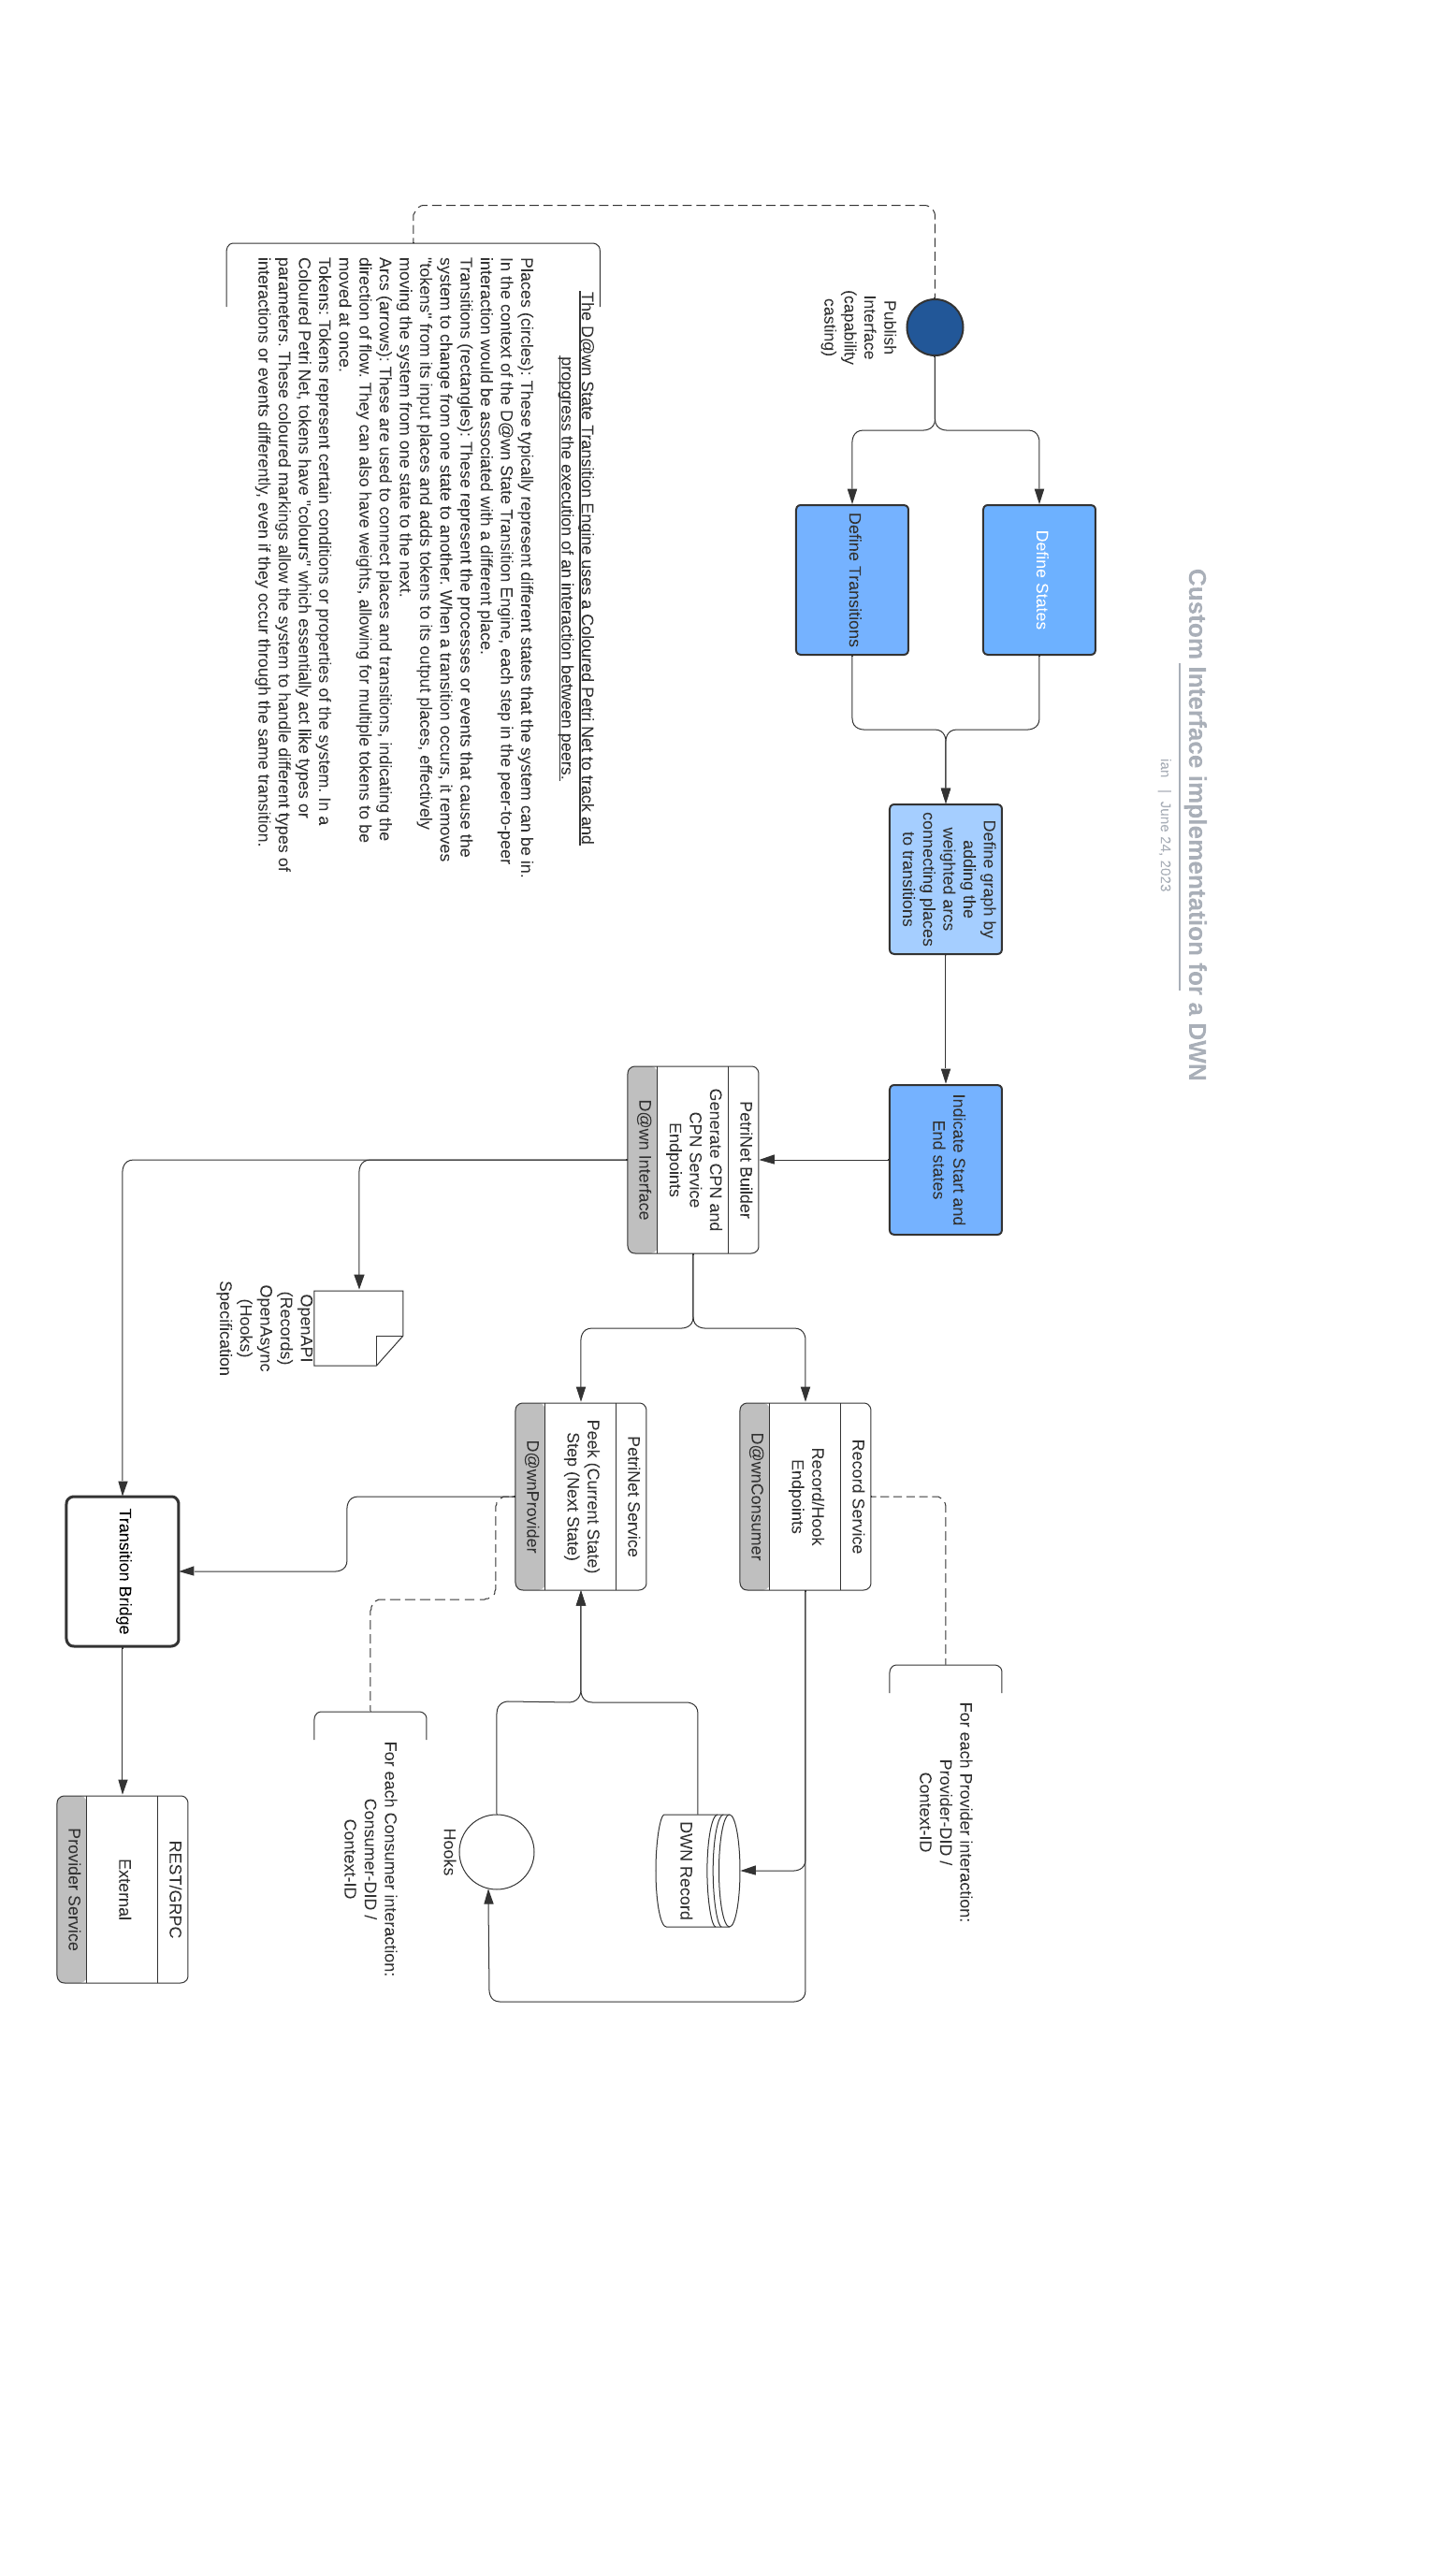 Custom Interface implementation for a DWN
ian | June 24, 2023
Define States
Publish
Interface
(capability
casting)
Define Transitions
Define graph by
adding the
weighted arcs
connecting places
to transitions
Indicate Start and
End states
For each Provider interaction:
Provider-DID /
Context-ID
Record Service
Record/Hook
Endpoints
D@wnConsumer
PetriNet Builder
Generate CPN and
CPN Service
Endpoints
D@wn Interface
DWN Record
PetriNet Service
Peek (Current State)
Step (Next State)
D@wnProvider
Hooks
The D@wn State Transition Engine uses a Coloured Petri Net to track and
propgress the execution of an interaction between peers.
Places (circles): These typically represent different states that the system can be in.
In the context of the D@wn State Transition Engine, each step in the peer-to-peer
interaction would be associated with a different place.
Transitions (rectangles): These represent the processes or events that cause the
system to change from one state to another. When a transition occurs, it removes
"tokens" from its input places and adds tokens to its output places, effectively
moving the system from one state to the next.
Arcs (arrows): These are used to connect places and transitions, indicating the
direction of flow. They can also have weights, allowing for multiple tokens to be
moved at once.
Tokens: Tokens represent certain conditions or properties of the system. In a
Coloured Petri Net, tokens have "colours" which essentially act like types or
parameters. These coloured markings allow the system to handle different types of
interactions or events differently, even if they occur through the same transition.
For each Consumer interaction:
Consumer-DID /
Context-ID
OpenAPI
(Records)
OpenAsync
(Hooks)
Specification
Transition Bridge
REST/GRPC
External
Provider Service